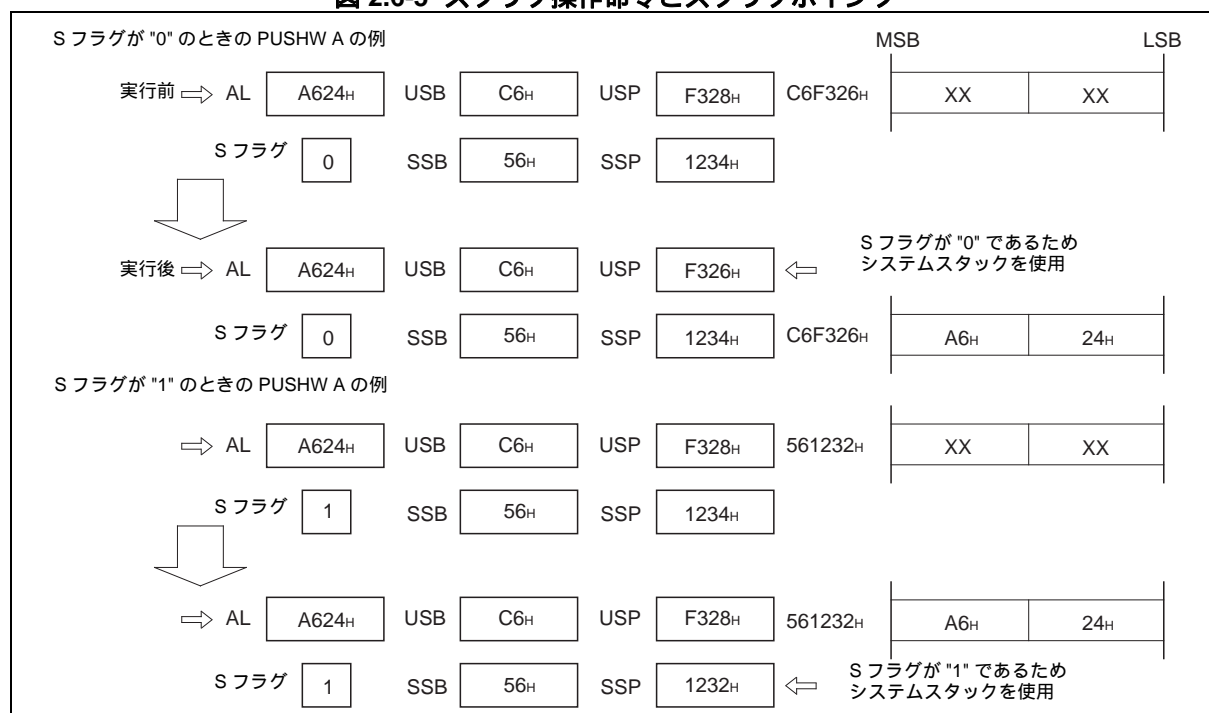 図 2.6-3 スタック操作命令とスタックポインタ
S フラグが "0" のときの PUSHW A の例
MSB LSB
実行前 ⇨ AL A624H USB C6H USP F328H C6F326H XX XX
S フラグ 0 SSB 56H SSP 1234H
S フラグが "0" であるため
システムスタックを使用
実行後 ⇨ AL A624H USB C6H USP F326H ⇦
S フラグ 0 SSB 56H SSP 1234H C6F326H A6H 24H
S フラグが "1" のときの PUSHW A の例
⇨ AL A624H USB C6H USP F328H 561232H XX XX
S フラグ 1 SSB 56H SSP 1234H
⇨ AL A624H USB C6H USP F328H 561232H A6H 24H
S フラグ 1 SSB 56H SSP 1232H ⇦
S フラグが "1" であるため
システムスタックを使用